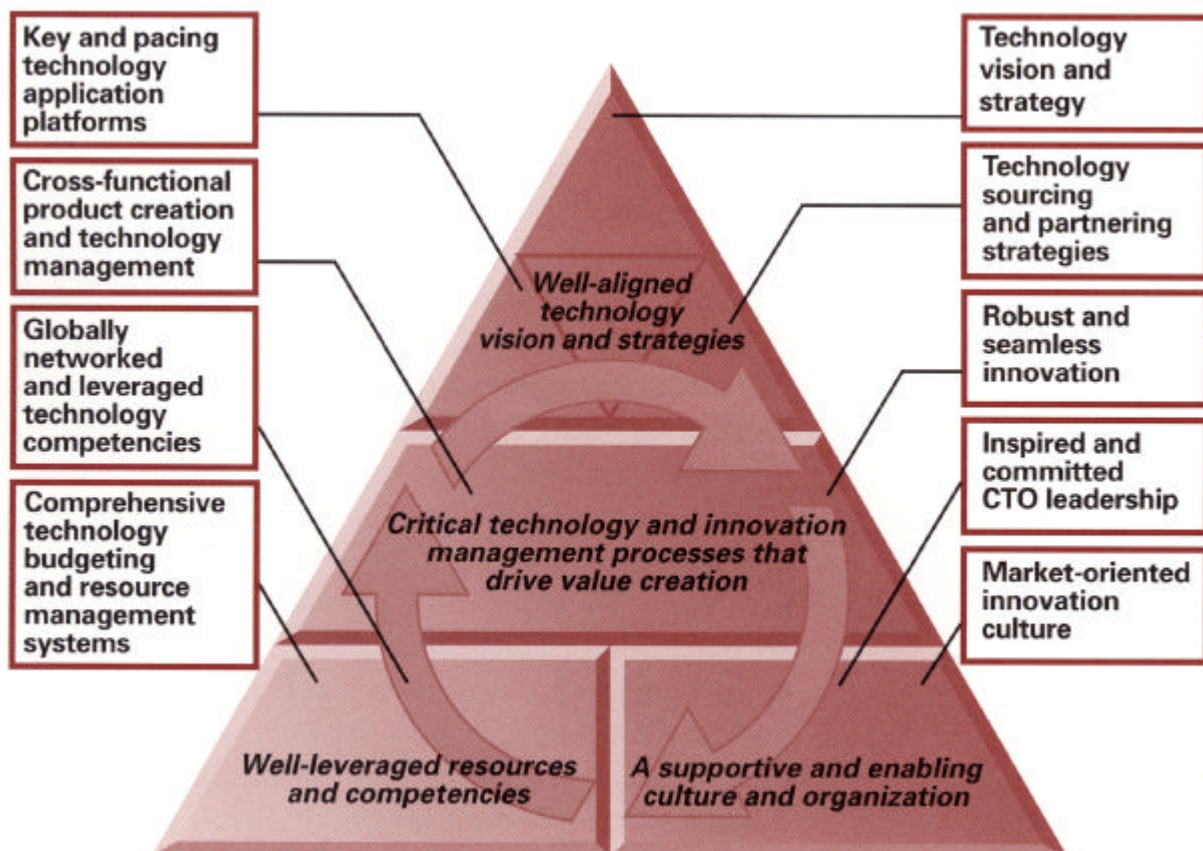 Key and pacing
technology
application
platforms
Cross-functional
product creation
and technology
management
Globally
networked
and leveraged
technology
competencies
Comprehensive
technology
budgeting
and resource
management
systems
Well-aligned
technology
vision and strategies
Critical technology and innovation
management processes that
drive value creation
Well-leveraged resources
and competencies
A supportive and enabling
culture and organization
Technology
vision and
strategy
Technology
sourcing
and partnering
strategies
Robust and
seamless
innovation
Inspired and
committed
CTO leadership
Market-oriented
innovation
culture